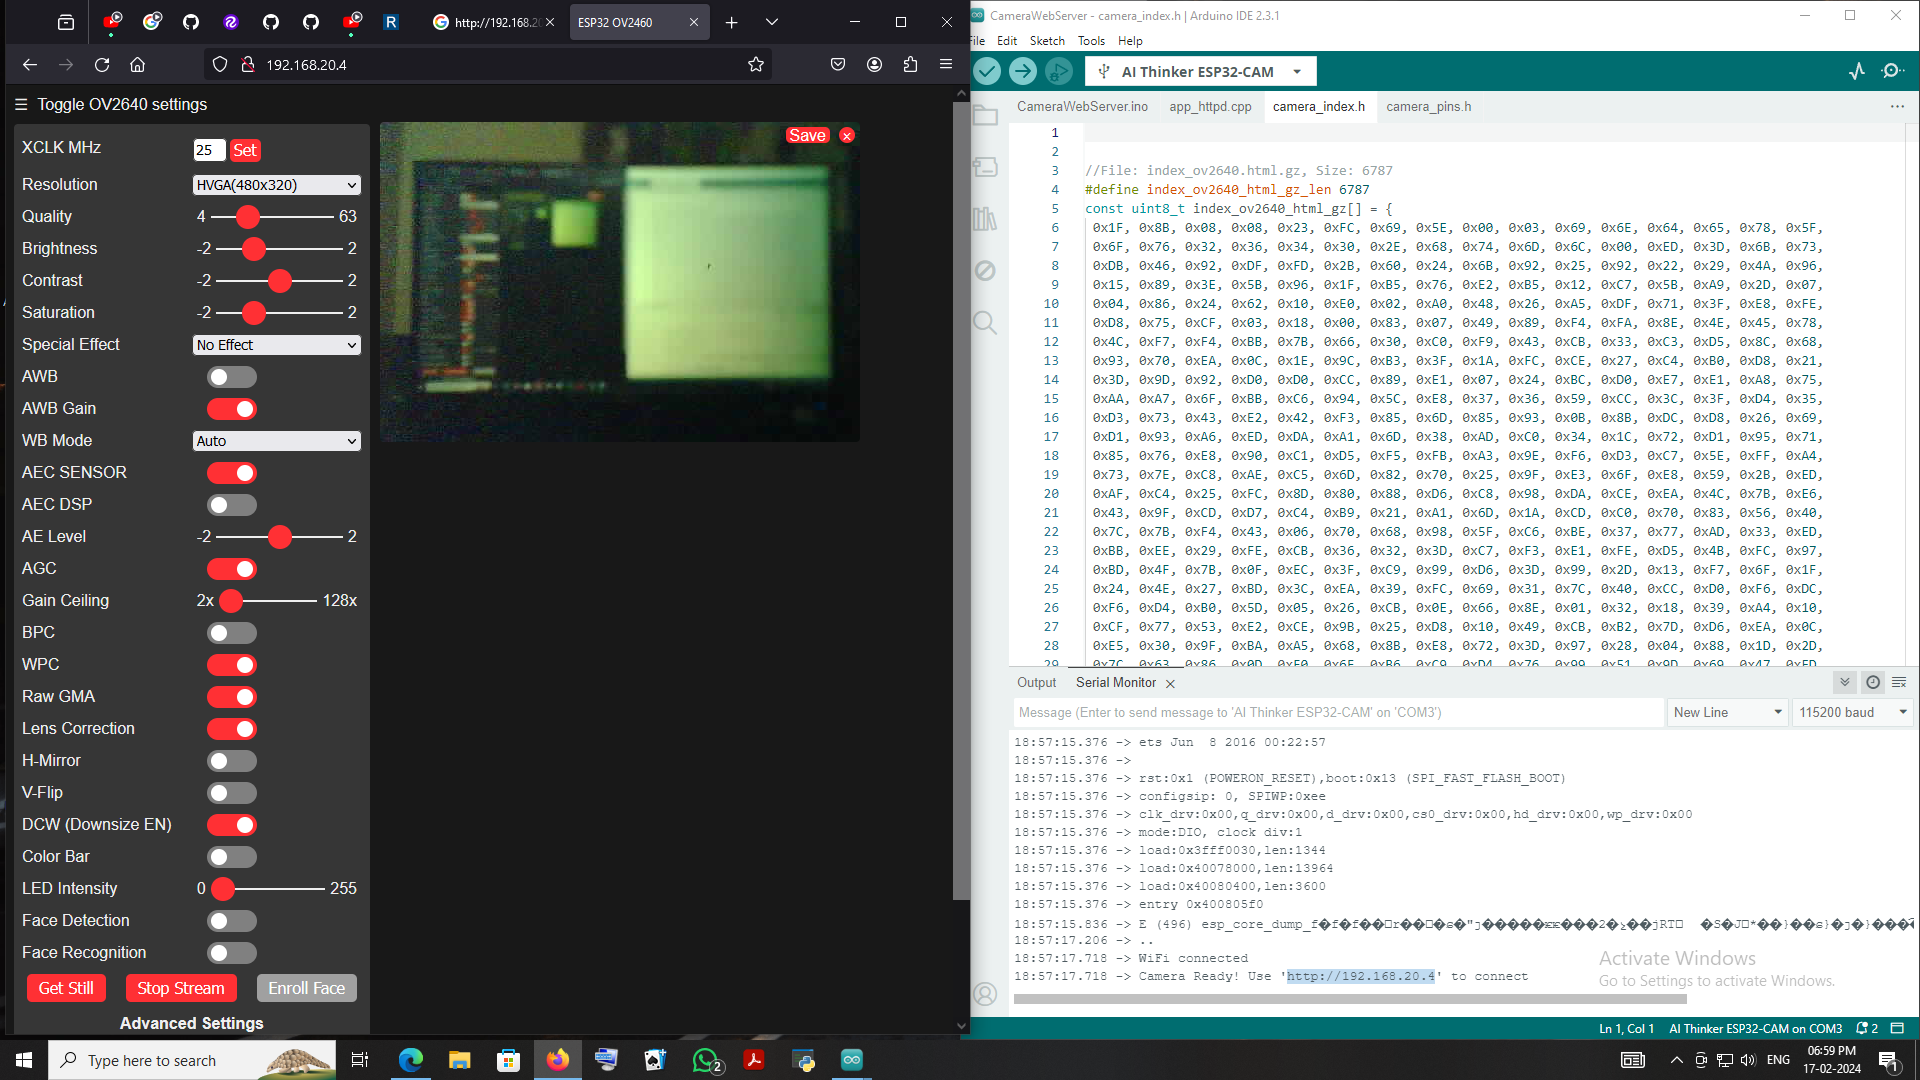 http://192.168.20
ESP32 OV2460
192.168.20.4
Toggle OV2640 settings
XCLK MHz 25 Set
Resolution HVGA(480x320)
Quality 4 63
Brightness -2 2
Contrast -2 2
Saturation -2 2
Special Effect No Effect
AWB
AWB Gain
WB Mode Auto
AEC SENSOR
AEC DSP
AE Level -2 2
AGC
Gain Ceiling 2x 128x
BPC
WPC
Raw GMA
Lens Correction
H-Mirror
V-Flip
DCW (Downsize EN)
Color Bar
LED Intensity 0 255
Face Detection
Face Recognition
Get Still Stop Stream Enroll Face
Advanced Settings
Save
CameraWebServer - camera_index.h | Arduino IDE 2.3.1
File Edit Sketch Tools Help
AI Thinker ESP32-CAM
CameraWebServer.ino app_httpd.cpp camera_index.h camera_pins.h
1
2
3 //File: index_ov2640.html.gz, Size: 6787
4 #define index_ov2640_html_gz_len 6787
5 const uint8_t index_ov2640_html_gz[] = {
6 0x1F, 0x8B, 0x08, 0x08, 0x23, 0xFC, 0x69, 0x5E, 0x00, 0x03, 0x69, 0x6E, 0x64, 0x65, 0x78, 0x5F,
7 0x6F, 0x76, 0x32, 0x36, 0x34, 0x30, 0x2E, 0x68, 0x74, 0x6D, 0x6C, 0x00, 0xED, 0x3D, 0x6B, 0x73,
8 0xDB, 0x46, 0x92, 0xDF, 0xFD, 0x2B, 0x60, 0x24, 0x6B, 0x92, 0x25, 0x92, 0x22, 0x29, 0x4A, 0x96,
9 0x15, 0x89, 0x3E, 0x5B, 0x96, 0x1F, 0xB5, 0x76, 0xE2, 0xB5, 0x12, 0xC7, 0x5B, 0xA9, 0x2D, 0x07,
10 0x04, 0x86, 0x24, 0x62, 0x10, 0xE0, 0x02, 0xA0, 0x48, 0x26, 0xA5, 0xDF, 0x71, 0x3F, 0xE8, 0xFE,
11 0xD8, 0x75, 0xCF, 0x03, 0x18, 0x00, 0x83, 0x07, 0x49, 0x89, 0xF4, 0xFA, 0x8E, 0x4E, 0x45, 0x78,
12 0x4C, 0xF7, 0xF4, 0xBB, 0x7B, 0x66, 0x30, 0xC0, 0xF9, 0x43, 0xCB, 0x33, 0xC3, 0xD5, 0x8C, 0x68,
13 0x93, 0x70, 0xEA, 0x0C, 0x1E, 0x9C, 0xB3, 0x3F, 0x1A, 0xFC, 0xCE, 0x27, 0xC4, 0xB0, 0xD8, 0x21,
14 0x3D, 0x9D, 0x92, 0xD0, 0xD0, 0xCC, 0x89, 0xE1, 0x07, 0x24, 0xBC, 0xD0, 0xE7, 0xE1, 0xA8, 0x75,
15 0xAA, 0xA7, 0x6F, 0xBB, 0xC6, 0x94, 0x5C, 0xE8, 0x37, 0x36, 0x59, 0xCC, 0x3C, 0x3F, 0xD4, 0x35,
16 0xD3, 0x73, 0x43, 0xE2, 0x42, 0xF3, 0x85, 0x6D, 0x85, 0x93, 0x0B, 0x8B, 0xDC, 0xD8, 0x26, 0x69,
17 0xD1, 0x93, 0xA6, 0xED, 0xDA, 0xA1, 0x6D, 0x38, 0xAD, 0xC0, 0x34, 0x1C, 0x72, 0xD1, 0x95, 0x71,
18 0x85, 0x76, 0xE8, 0x90, 0xC1, 0xD5, 0xF5, 0xFB, 0xA3, 0x9E, 0xF6, 0xD3, 0xC7, 0x5E, 0xFF, 0xA4,
19 0x73, 0x7E, 0xC8, 0xAE, 0xC5, 0x6D, 0x82, 0x70, 0x25, 0x9F, 0xE3, 0x6F, 0xE8, 0x59, 0x2B, 0xED,
20 0xAF, 0xC4, 0x25, 0xFC, 0x8D, 0x80, 0x88, 0xD6, 0xC8, 0x98, 0xDA, 0xCE, 0xEA, 0x4C, 0x7B, 0xE6,
21 0x43, 0x9F, 0xCD, 0xD7, 0xC4, 0xB9, 0x21, 0xA1, 0x6D, 0x1A, 0xCD, 0xC0, 0x70, 0x83, 0x56, 0x40,
22 0x7C, 0x7B, 0xF4, 0x43, 0x06, 0x70, 0x68, 0x98, 0x5F, 0xC6, 0xBE, 0x37, 0x77, 0xAD, 0x33, 0xED,
23 0xBB, 0xEE, 0x29, 0xFE, 0xCB, 0x36, 0x32, 0x3D, 0xC7, 0xF3, 0xE1, 0xFE, 0xD5, 0x4B, 0xFC, 0x97,
24 0xBD, 0x4F, 0x7B, 0x0F, 0xEC, 0x3F, 0xC9, 0x99, 0xD6, 0x3D, 0x99, 0x2D, 0x13, 0xF7, 0x6F, 0x1F,
25 0x24, 0x4E, 0x27, 0xBD, 0x3C, 0xEA, 0x39, 0xFC, 0x69, 0x31, 0x7C, 0x40, 0xCC, 0xD0, 0xF6, 0xDC,
26 0xF6, 0xD4, 0xB0, 0x5D, 0x05, 0x26, 0xCB, 0x0E, 0x66, 0x8E, 0x01, 0x32, 0x18, 0x39, 0xA4, 0x10,
27 0xCF, 0x77, 0x53, 0xE2, 0xCE, 0x9B, 0x25, 0xD8, 0x10, 0x49, 0xCB, 0xB2, 0x7D, 0xD6, 0xEA, 0x0C,
28 0xE5, 0x30, 0x9F, 0xBA, 0xA5, 0x68, 0x8B, 0xE8, 0x72, 0x3D, 0x97, 0x28, 0x04, 0x88, 0x1D, 0x2D,
29 0x7C, 0x63, 0x86, 0x0D, 0xE0, 0x6F, 0xB6, 0xC9, 0xD4, 0x76, 0x99, 0x51, 0x9D, 0x69, 0x47, 0xFD,
Output Serial Monitor
Message (Enter to send message to 'AI Thinker ESP32-CAM' on 'COM3')
New Line 115200 baud
18:57:15.376 -> ets Jun  8 2016 00:22:57
18:57:15.376 ->
18:57:15.376 -> rst:0x1 (POWERON_RESET),boot:0x13 (SPI_FAST_FLASH_BOOT)
18:57:15.376 -> configsip: 0, SPIWP:0xee
18:57:15.376 -> clk_drv:0x00,q_drv:0x00,d_drv:0x00,cs0_drv:0x00,hd_drv:0x00,wp_drv:0x00
18:57:15.376 -> mode:DIO, clock div:1
18:57:15.376 -> load:0x3fff0030,len:1344
18:57:15.376 -> load:0x40078000,len:13964
18:57:15.376 -> load:0x40080400,len:3600
18:57:15.376 -> entry 0x400805f0
18:57:15.836 -> E (496) esp_core_dump_f
18:57:17.206 -> ..
18:57:17.718 -> WiFi connected
18:57:17.718 -> Camera Ready! Use 'http://192.168.20.4' to connect
Activate Windows
Go to Settings to activate Windows.
Ln 1, Col 1 AI Thinker ESP32-CAM on COM3 2
Type here to search
2
ENG
06:59 PM
17-02-2024
1